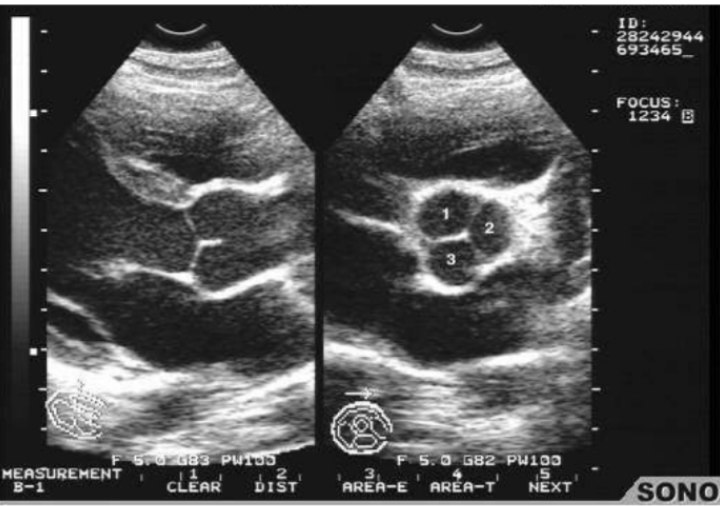 ID:
28242944
693465_
FOCUS:
1234 B
1
2
3
F 5.0 G83 PW100
F 5.0 G82 PW100
MEASUREMENT 1 2 3 4 5
B-1 CLEAR DIST AREA-E AREA-T NEXT
SONO